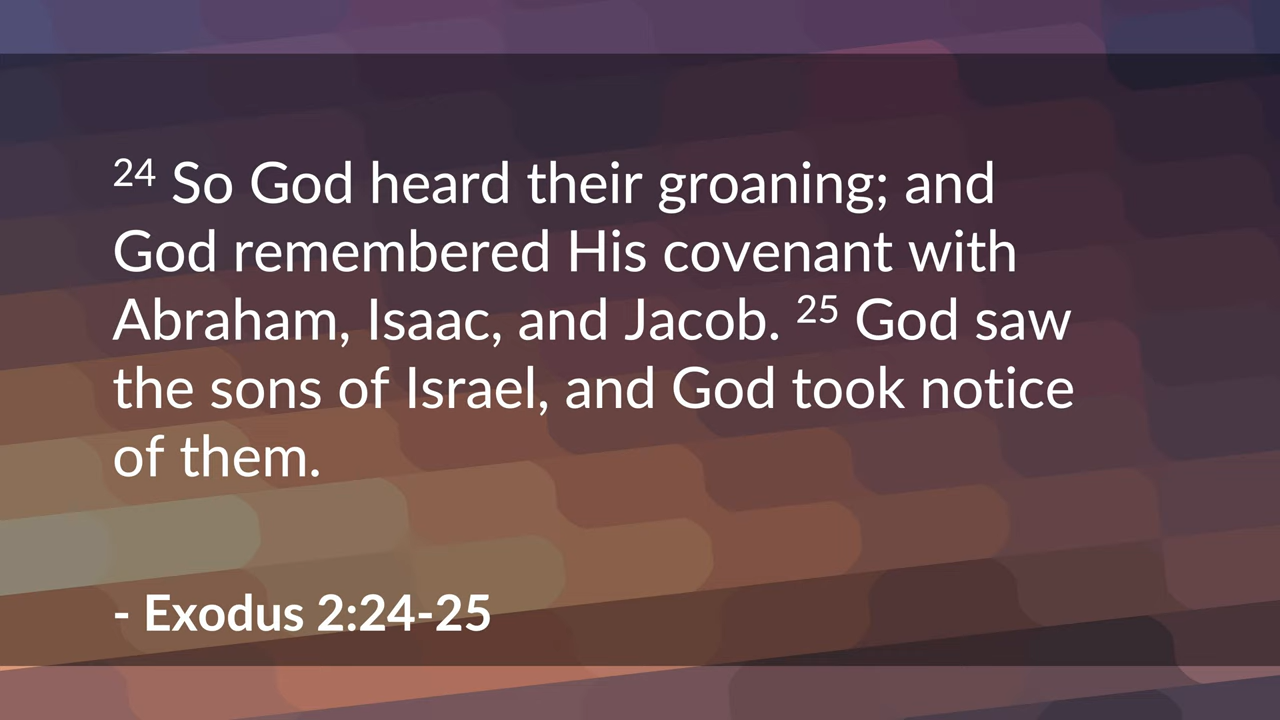 24 So God heard their groaning; and
God remembered His covenant with
Abraham, Isaac, and Jacob. 25 God saw
the sons of Israel, and God took notice
of them.
- Exodus 2:24-25